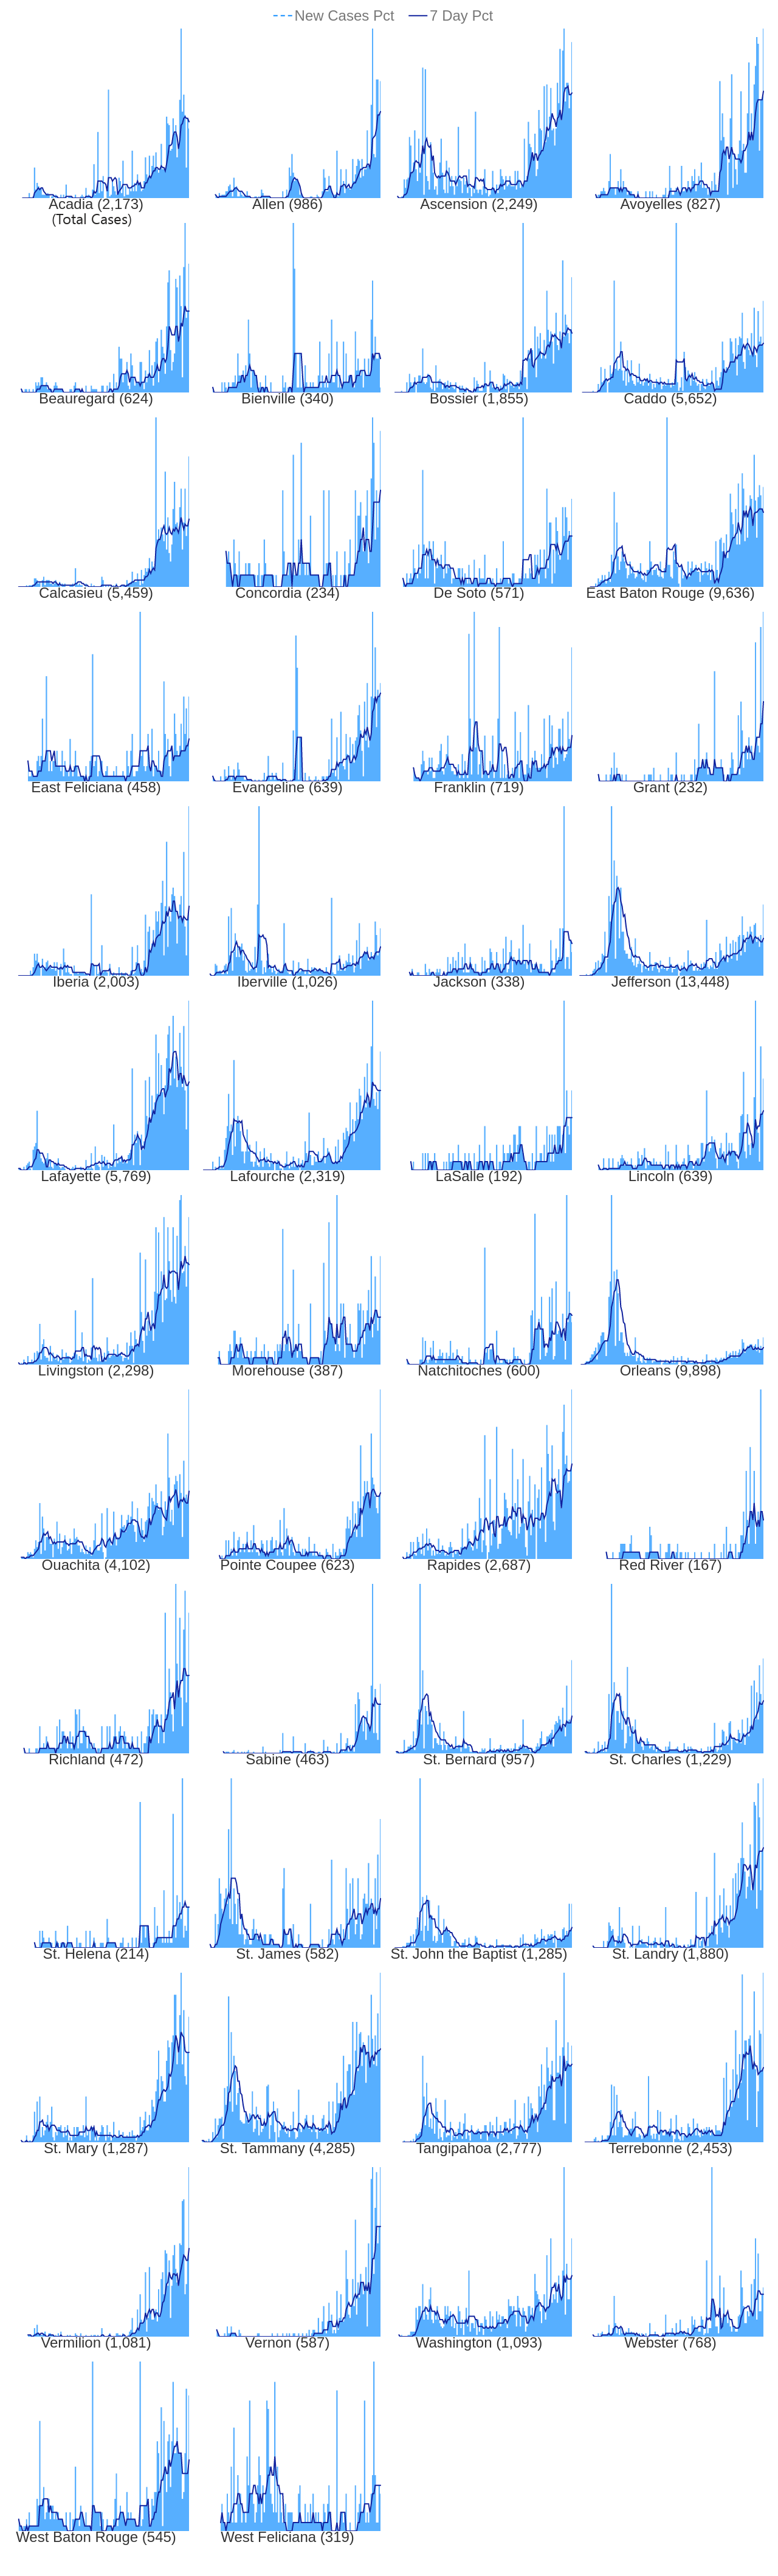 New Cases Pct 7 Day Pct
Acadia (2,173) Allen (986) Ascension (2,249) Avoyelles (827)
(Total Cases)
Beauregard (624) Bienville (340) Bossier (1,855) Caddo (5,652)
Calcasieu (5,459) Concordia (234) De Soto (571) East Baton Rouge (9,636)
East Feliciana (458) Evangeline (639) Franklin (719) Grant (232)
Iberia (2,003) Iberville (1,026) Jackson (338) Jefferson (13,448)
Lafayette (5,769) Lafourche (2,319) LaSalle (192) Lincoln (639)
Livingston (2,298) Morehouse (387) Natchitoches (600) Orleans (9,898)
Ouachita (4,102) Pointe Coupee (623) Rapides (2,687) Red River (167)
Richland (472) Sabine (463) St. Bernard (957) St. Charles (1,229)
St. Helena (214) St. James (582) St. John the Baptist (1,285) St. Landry (1,880)
St. Mary (1,287) St. Tammany (4,285) Tangipahoa (2,777) Terrebonne (2,453)
Vermilion (1,081) Vernon (587) Washington (1,093) Webster (768)
West Baton Rouge (545) West Feliciana (319)